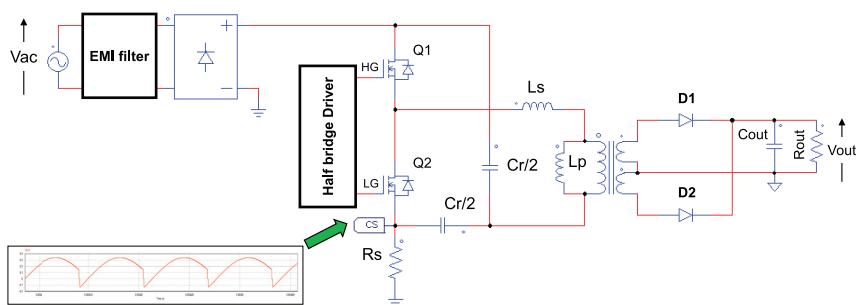 Vac
EMI filter
+
+
-
-
Half bridge Driver
HG
LG
Q1
Q2
CS
Rs
Cr/2
Cr/2
Ls
Lp
D1
D2
Cout
Rout
Vout